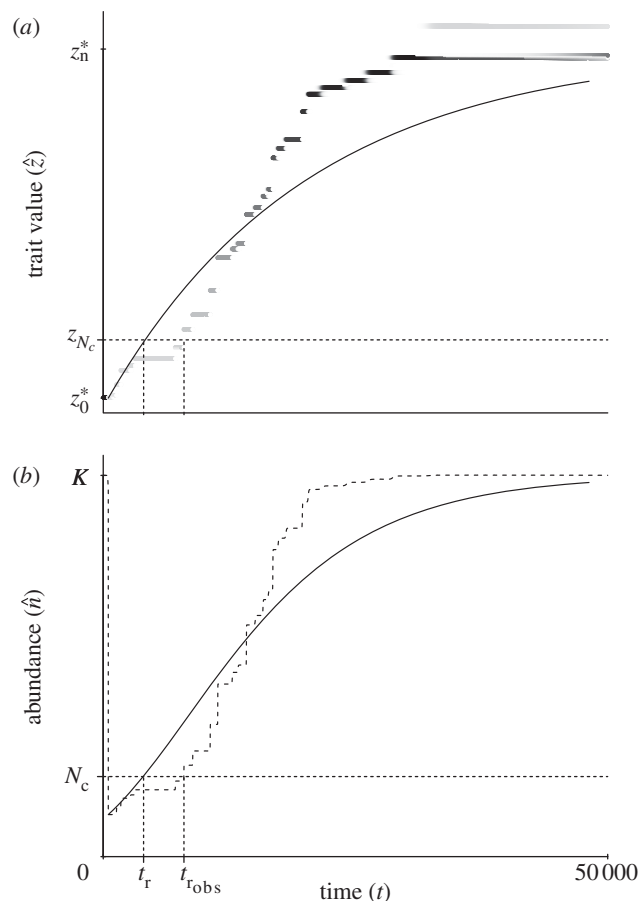 (a)
z*n
trait value (ẑ)
zNc
z*0
(b)
K
abundance (n̂)
Nc
0
tr
trobs
time (t)
50 000